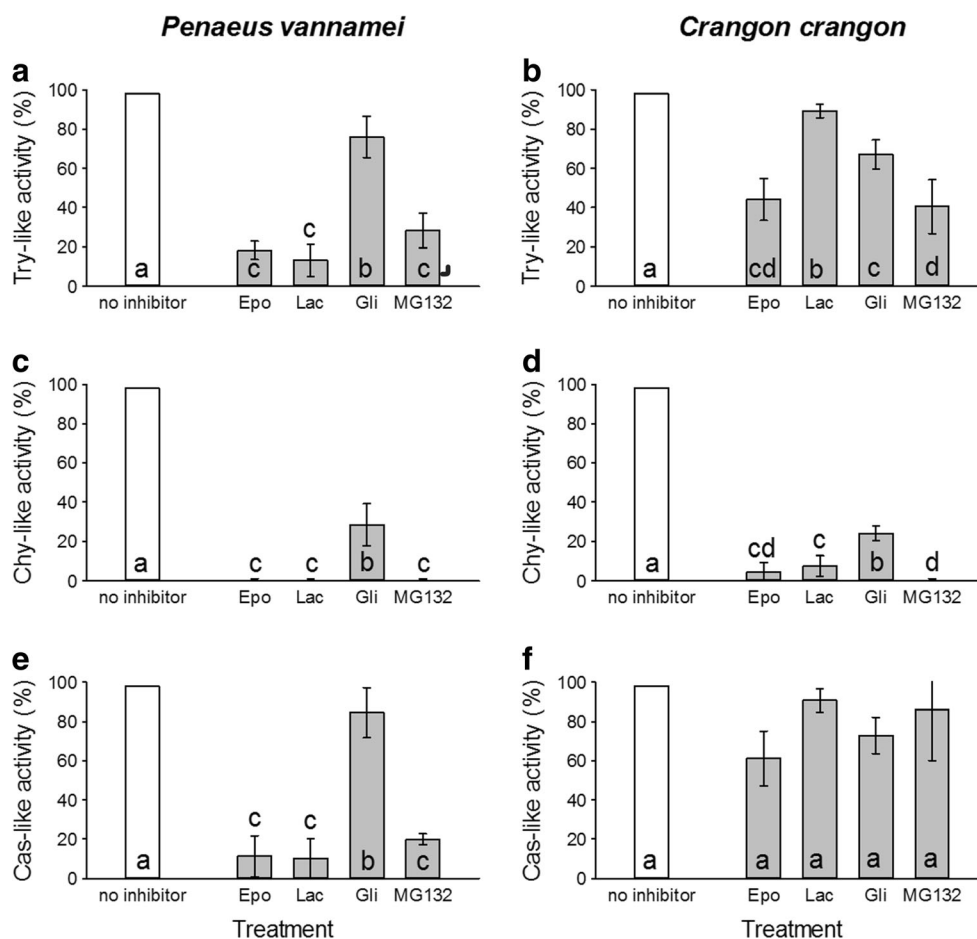 Penaeus vannamei
Crangon crangon
a
Try-like activity (%)
100
80
60
40
20
0
a
c
c
b
c
no inhibitor Epo Lac Gli MG132
b
Try-like activity (%)
100
80
60
40
20
0
a
cd
b
c
d
no inhibitor Epo Lac Gli MG132
c
Chy-like activity (%)
100
80
60
40
20
0
a
c
c
b
c
no inhibitor Epo Lac Gli MG132
d
Chy-like activity (%)
100
80
60
40
20
0
a
cd
c
b
d
no inhibitor Epo Lac Gli MG132
e
Cas-like activity (%)
100
80
60
40
20
0
a
c
c
b
c
no inhibitor Epo Lac Gli MG132
Treatment
f
Cas-like activity (%)
100
80
60
40
20
0
a
a
a
a
a
no inhibitor Epo Lac Gli MG132
Treatment